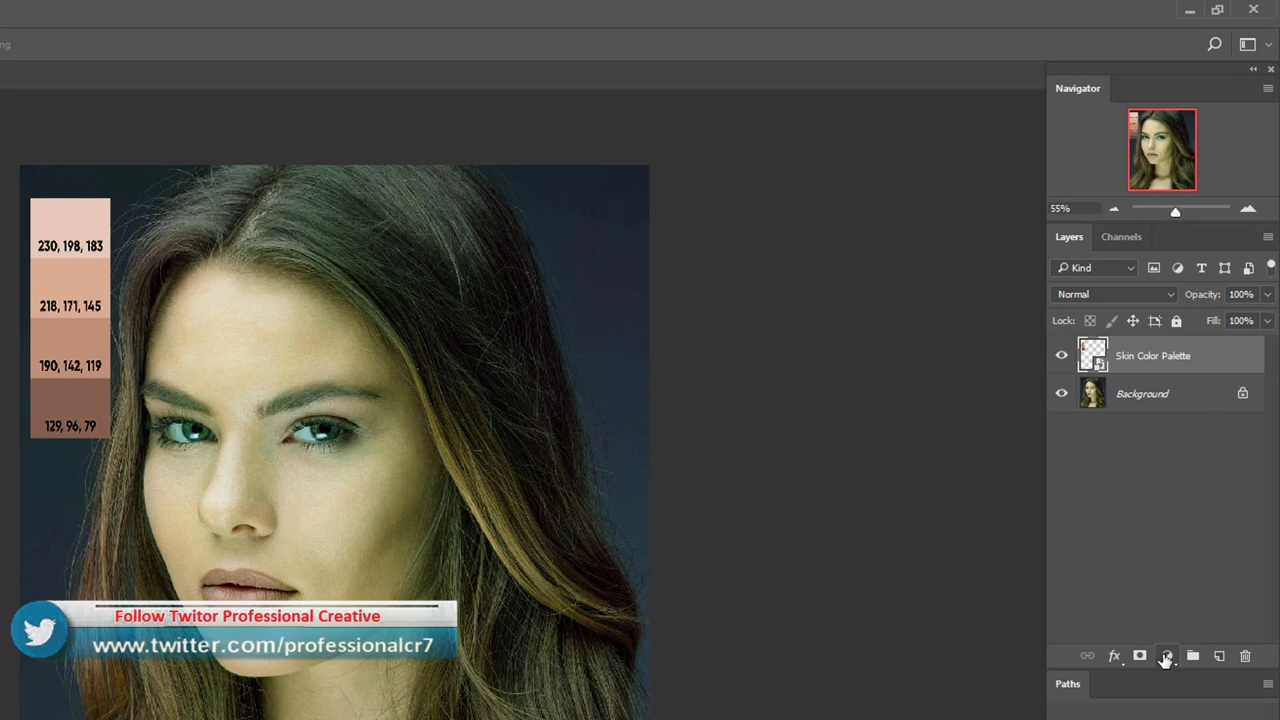 ng
Navigator
55%
Layers Channels
Kind
Normal Opacity: 100%
Lock: Fill: 100%
Skin Color Palette
Background
fx
Paths
230, 198, 183
218, 171, 145
190, 142, 119
129, 96, 79
Follow Twitor Professional Creative
www.twitter.com/professionalcr7